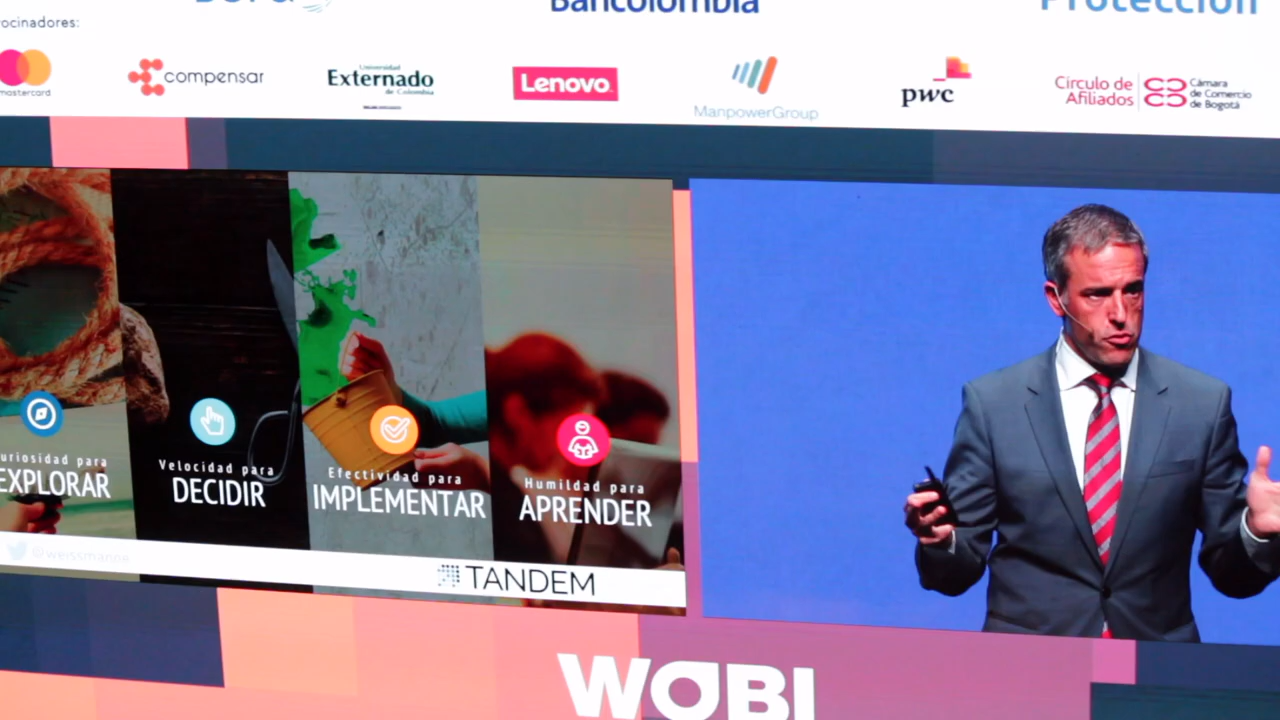 Bancolombia
Protección
ocinadores:
mastercard
compensar
Universidad
Externado
de Colombia
Lenovo
ManpowerGroup
pwc
Círculo de
Afiliados
Cámara
de Comercio
de Bogotá
uriosidad para
EXPLORAR
Velocidad para
DECIDIR
Efectividad para
IMPLEMENTAR
Humildad para
APRENDER
@weissmanne
TANDEM
WOBI